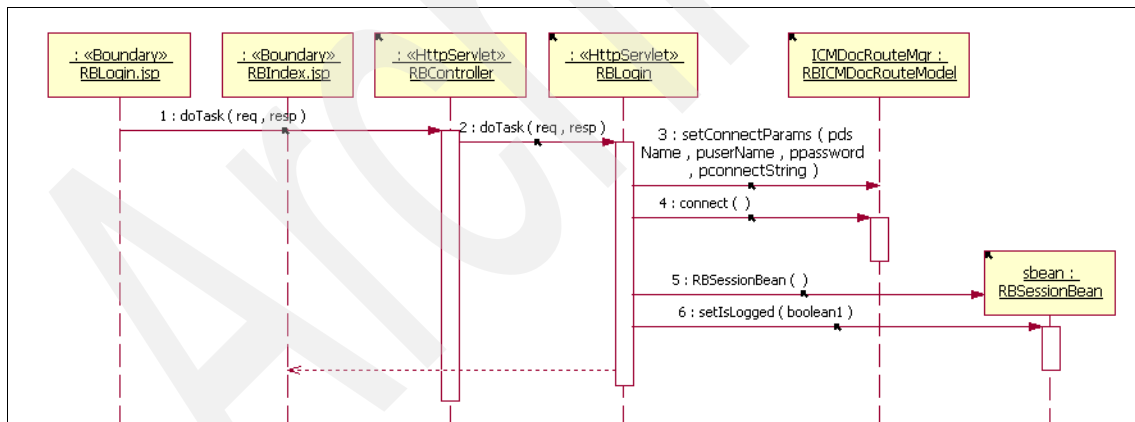 : «Boundary»
RBLogin.jsp
: «Boundary»
RBIndex.jsp
: «HttpServlet»
RBController
: «HttpServlet»
RBLogin
ICMDocRouteMgr :
RBICMDocRouteModel
1 : doTask ( req , resp )
2 : doTask ( req , resp )
3 : setConnectParams ( pds
Name , puserName , ppassword
, pconnectString )
4 : connect ( )
5 : RBSessionBean ( )
sbean :
RBSessionBean
6 : setIsLogged ( boolean1 )